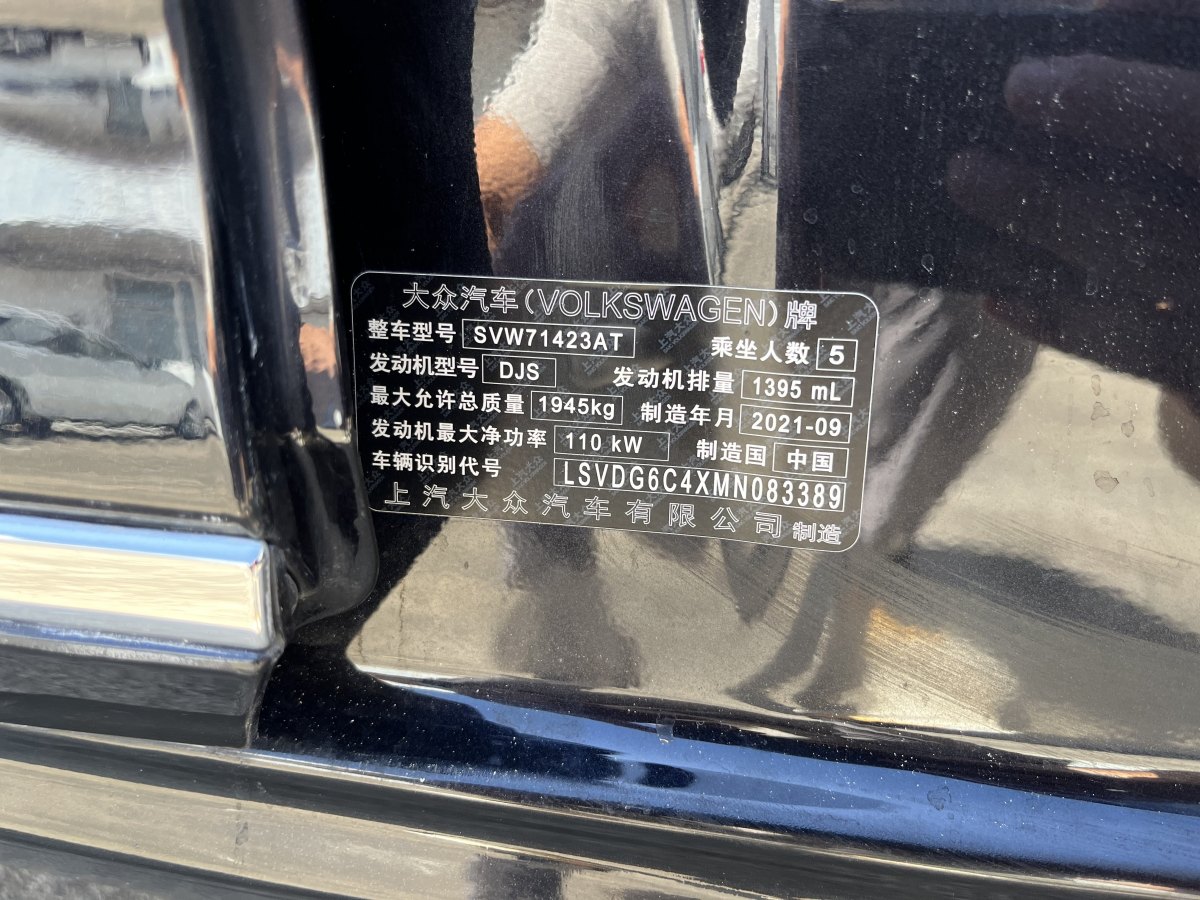 大众汽车(VOLKSWAGEN)牌
整车型号 SVW71423AT 乘坐人数 5
发动机型号 DJS 发动机排量 1395 mL
最大允许总质量 1945kg 制造年月 2021-09
发动机最大净功率 110 kW 制造国 中国
车辆识别代号 LSVDG6C4XMN083389
上汽大众汽车有限公司 制造